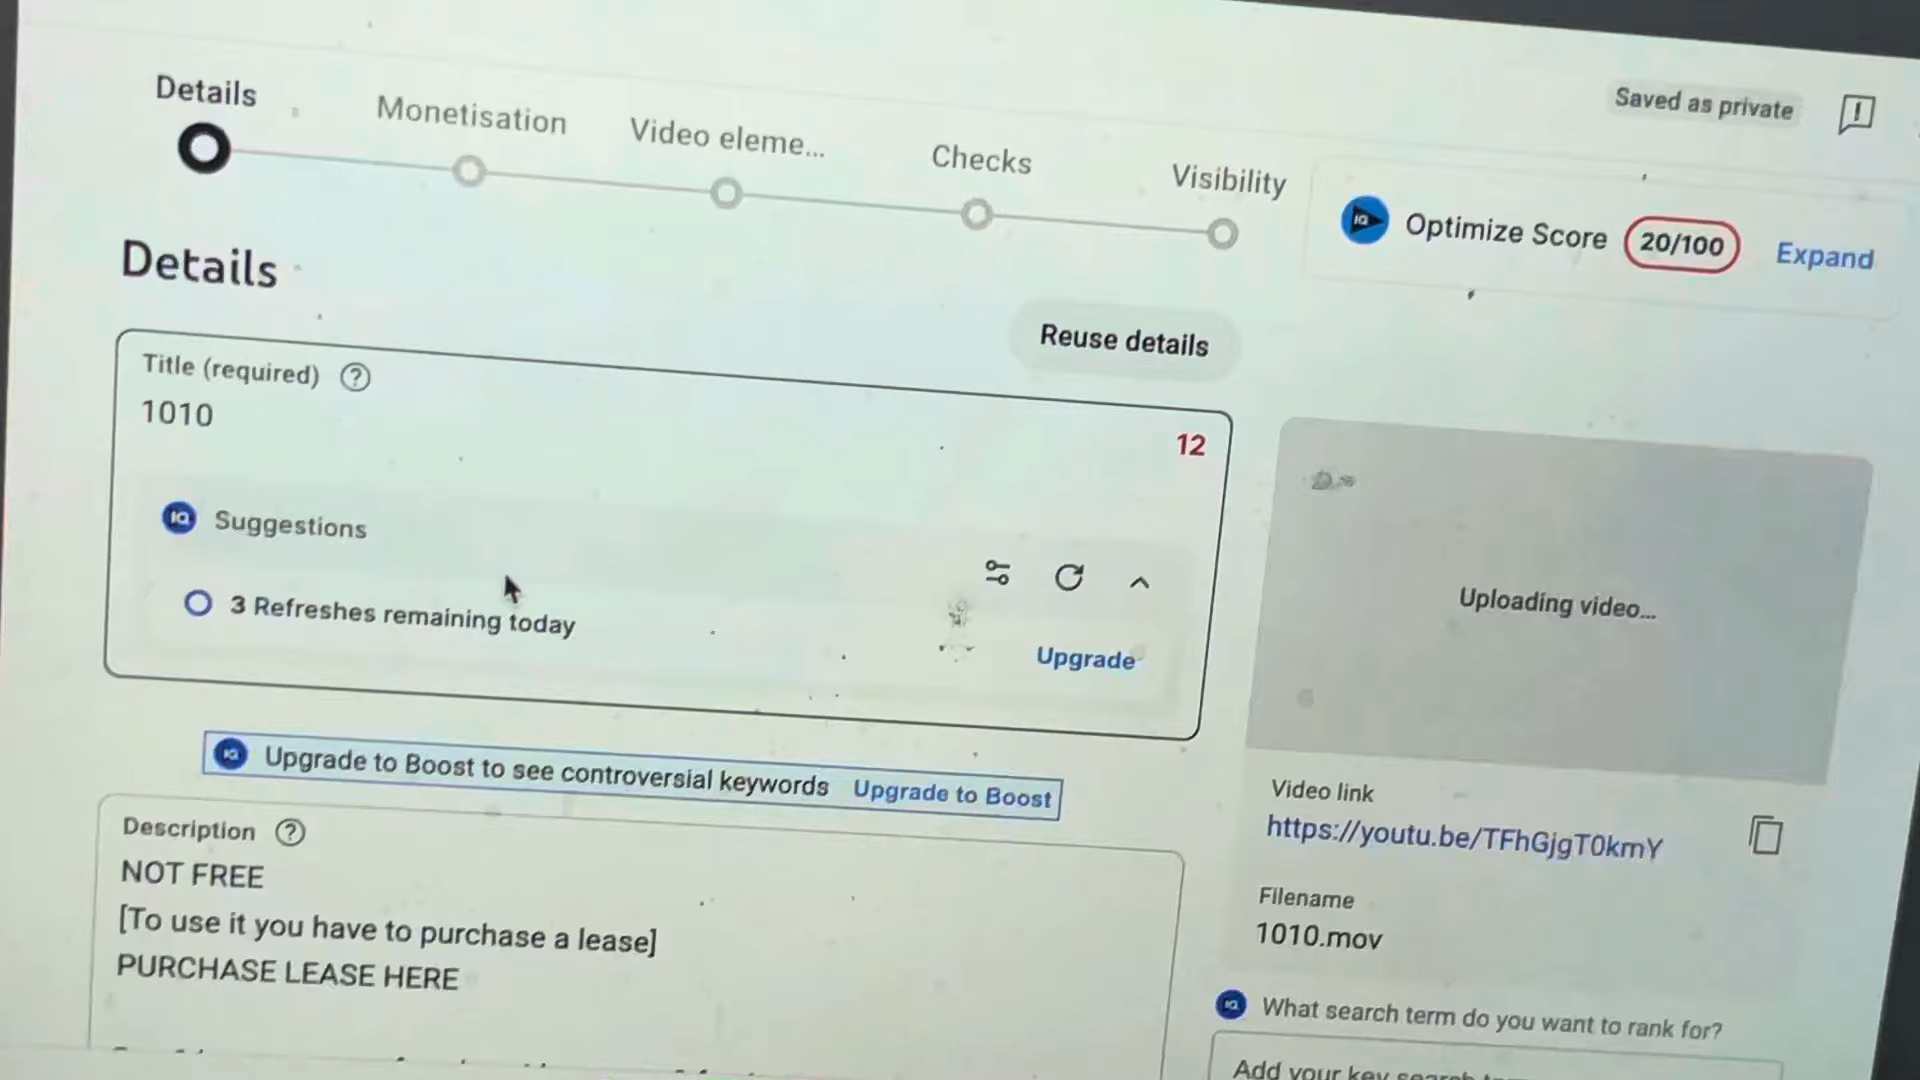 Details
Monetisation
Video eleme...
Checks
Visibility
Saved as private
Optimize Score 20/100 Expand
Details
Reuse details
Title (required)
1010
12
Suggestions
3 Refreshes remaining today
Upgrade
Upgrade to Boost to see controversial keywords Upgrade to Boost
Description
NOT FREE
[To use it you have to purchase a lease]
PURCHASE LEASE HERE
Uploading video...
Video link
https://youtu.be/TFhGjgT0kmY
Filename
1010.mov
What search term do you want to rank for?
Add your key search